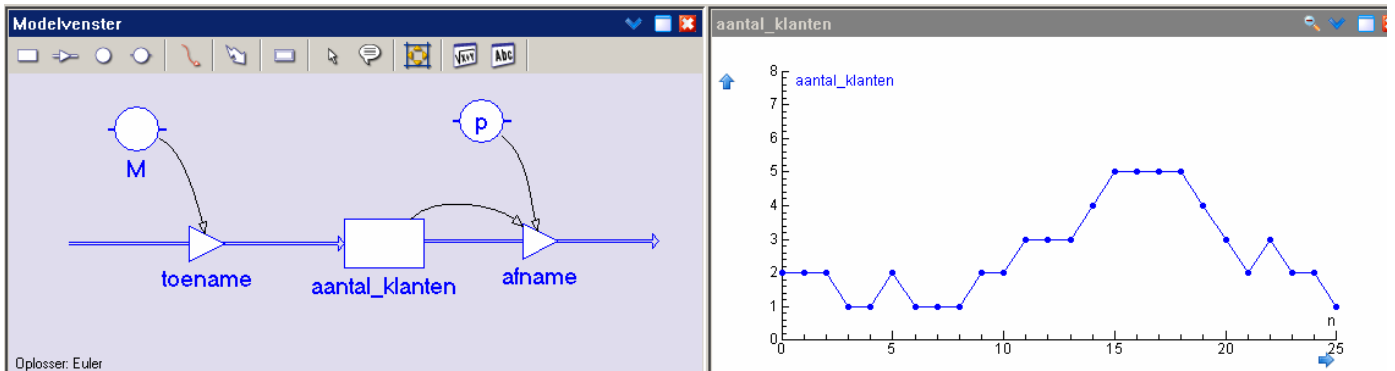 Modelvenster
√x+Y
Abc
p
M
toename
aantal_klanten
afname
Oplosser: Euler
aantal_klanten
8
aantal_klanten
7
6
5
4
3
2
1
n
0
0 5 10 15 20 25